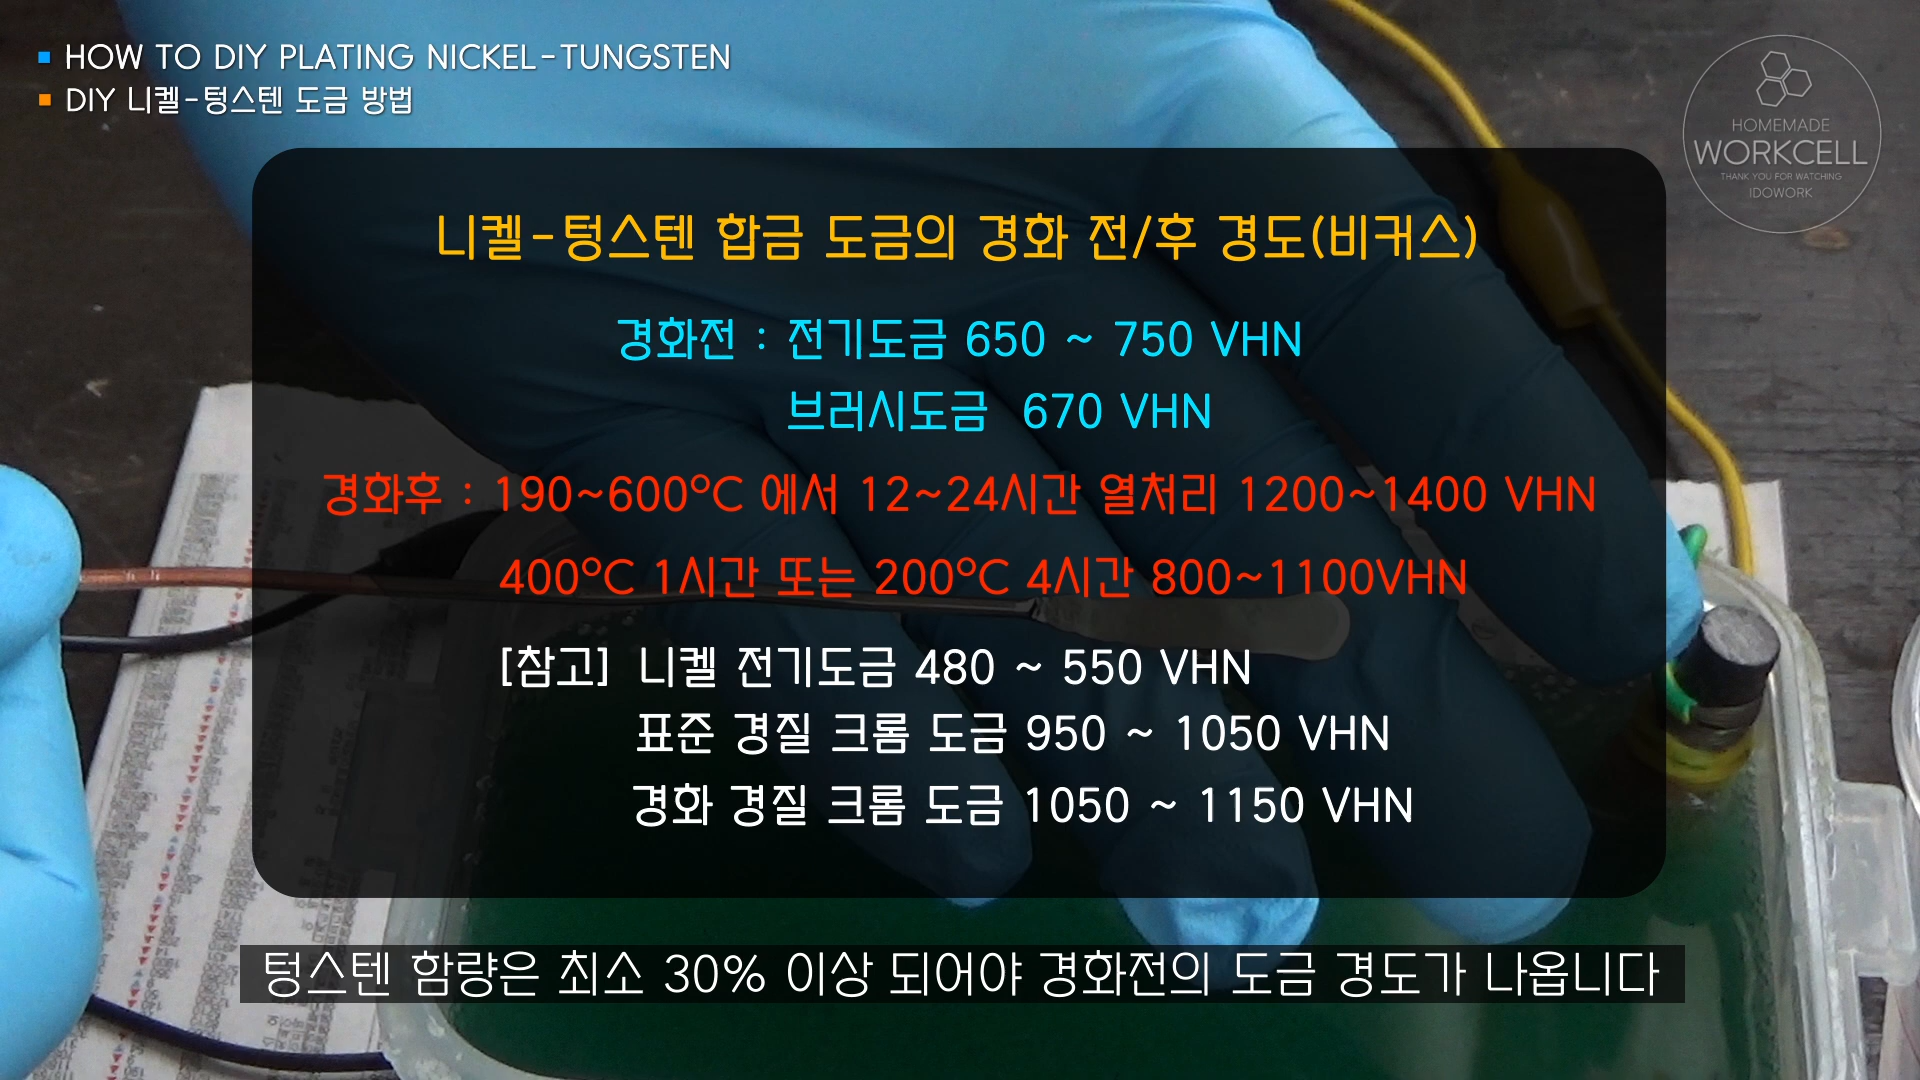 HOW TO DIY PLATING NICKEL-TUNGSTEN
DIY 니켈-텅스텐 도금 방법
HOMEMADE
WORKCELL
THANK YOU FOR WATCHING
IDOWORK
니켈-텅스텐 합금 도금의 경화 전/후 경도(비커스)
경화전 : 전기도금 650 ~ 750 VHN
브러시도금 670 VHN
경화후 : 190~600°C 에서 12~24시간 열처리 1200~1400 VHN
400°C 1시간 또는 200°C 4시간 800~1100VHN
[참고] 니켈 전기도금 480 ~ 550 VHN
표준 경질 크롬 도금 950 ~ 1050 VHN
경화 경질 크롬 도금 1050 ~ 1150 VHN
텅스텐 함량은 최소 30% 이상 되어야 경화전의 도금 경도가 나옵니다